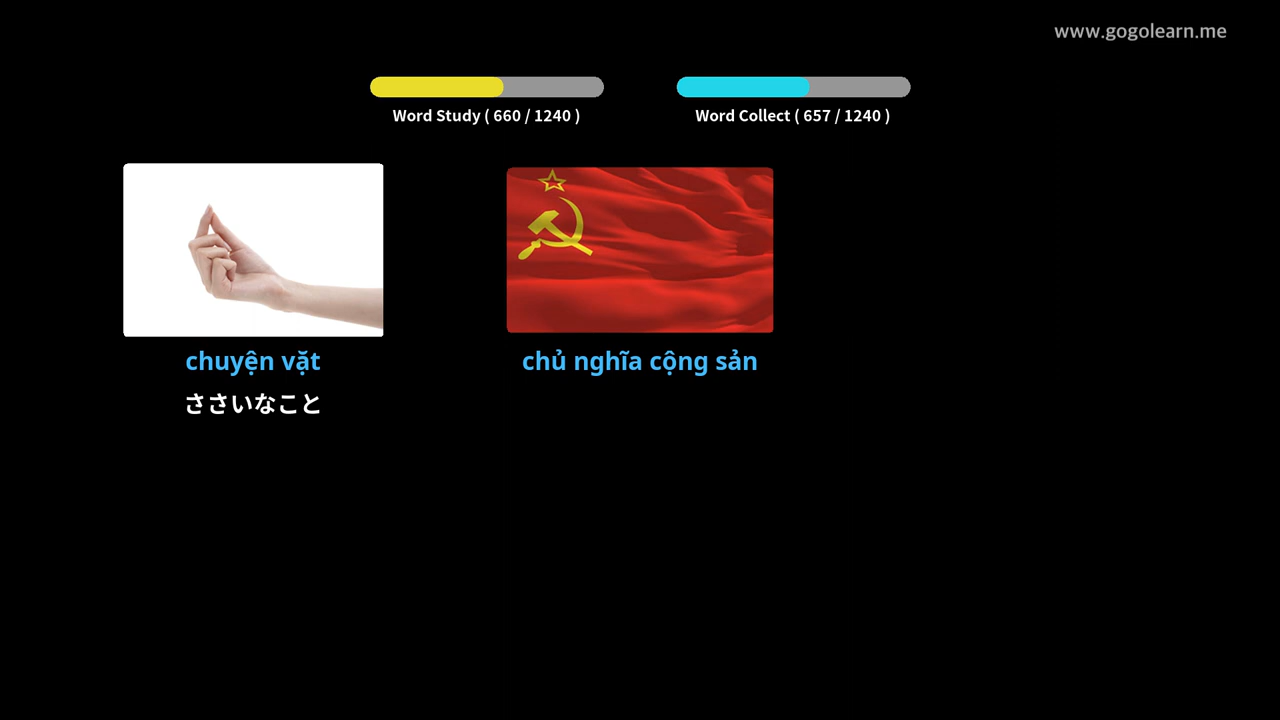 www.gogolearn.me
Word Study ( 660 / 1240 )
Word Collect ( 657 / 1240 )
chuyện vặt
ささいなこと
chủ nghĩa cộng sản